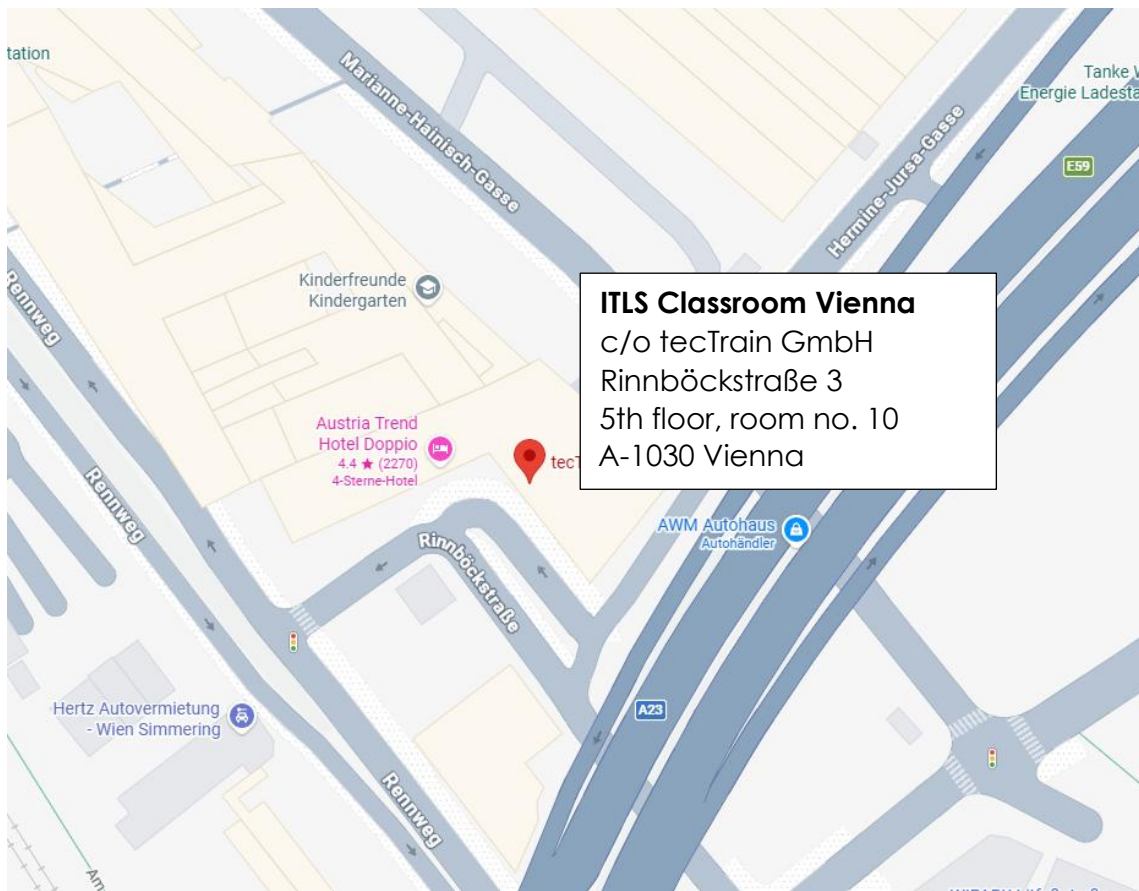 tation
Marianne-Hainisch-Gasse
Hermine-Jursa-Gasse
Tanke
Energie Ladesta
E59
Kinderfreunde
Kindergarten
Rennweg
ITLS Classroom Vienna
c/o tecTrain GmbH
Rinnböckstraße 3
5th floor, room no. 10
A-1030 Vienna
Austria Trend
Hotel Doppio
4.4 ★ (2270)
4-Sterne-Hotel
tecT
Rennweg
AWM Autohaus
Autohändler
Rinnböckstraße
A23
Hertz Autovermietung
- Wien Simmering
Rennweg
Am